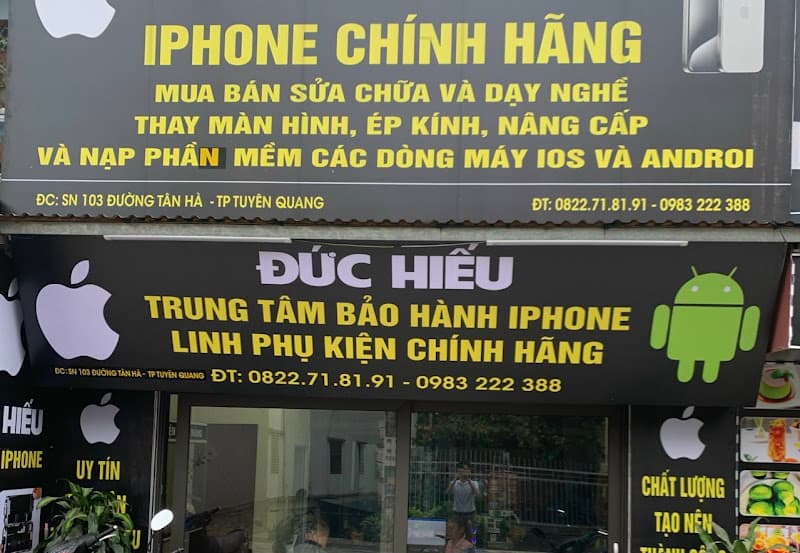 IPHONE CHÍNH HÃNG
MUA BÁN SỬA CHỮA VÀ DẠY NGHỀ
THAY MÀN HÌNH, ÉP KÍNH, NÂNG CẤP
VÀ NẠP PHẦN MỀM CÁC DÒNG MÁY IOS VÀ ANDROI
ĐC: SN 103 ĐƯỜNG TÂN HÀ - TP TUYÊN QUANG ĐT: 0822.71.81.91 - 0983 222 388
ĐỨC HIẾU
TRUNG TÂM BẢO HÀNH IPHONE
LINH PHỤ KIỆN CHÍNH HÃNG
ĐC: SN 103 ĐƯỜNG TÂN HÀ - TP TUYÊN QUANG ĐT: 0822.71.81.91 - 0983 222 388
HIẾU
IPHONE
UY TÍN
CHẤT LƯỢNG
TẠO NÊN